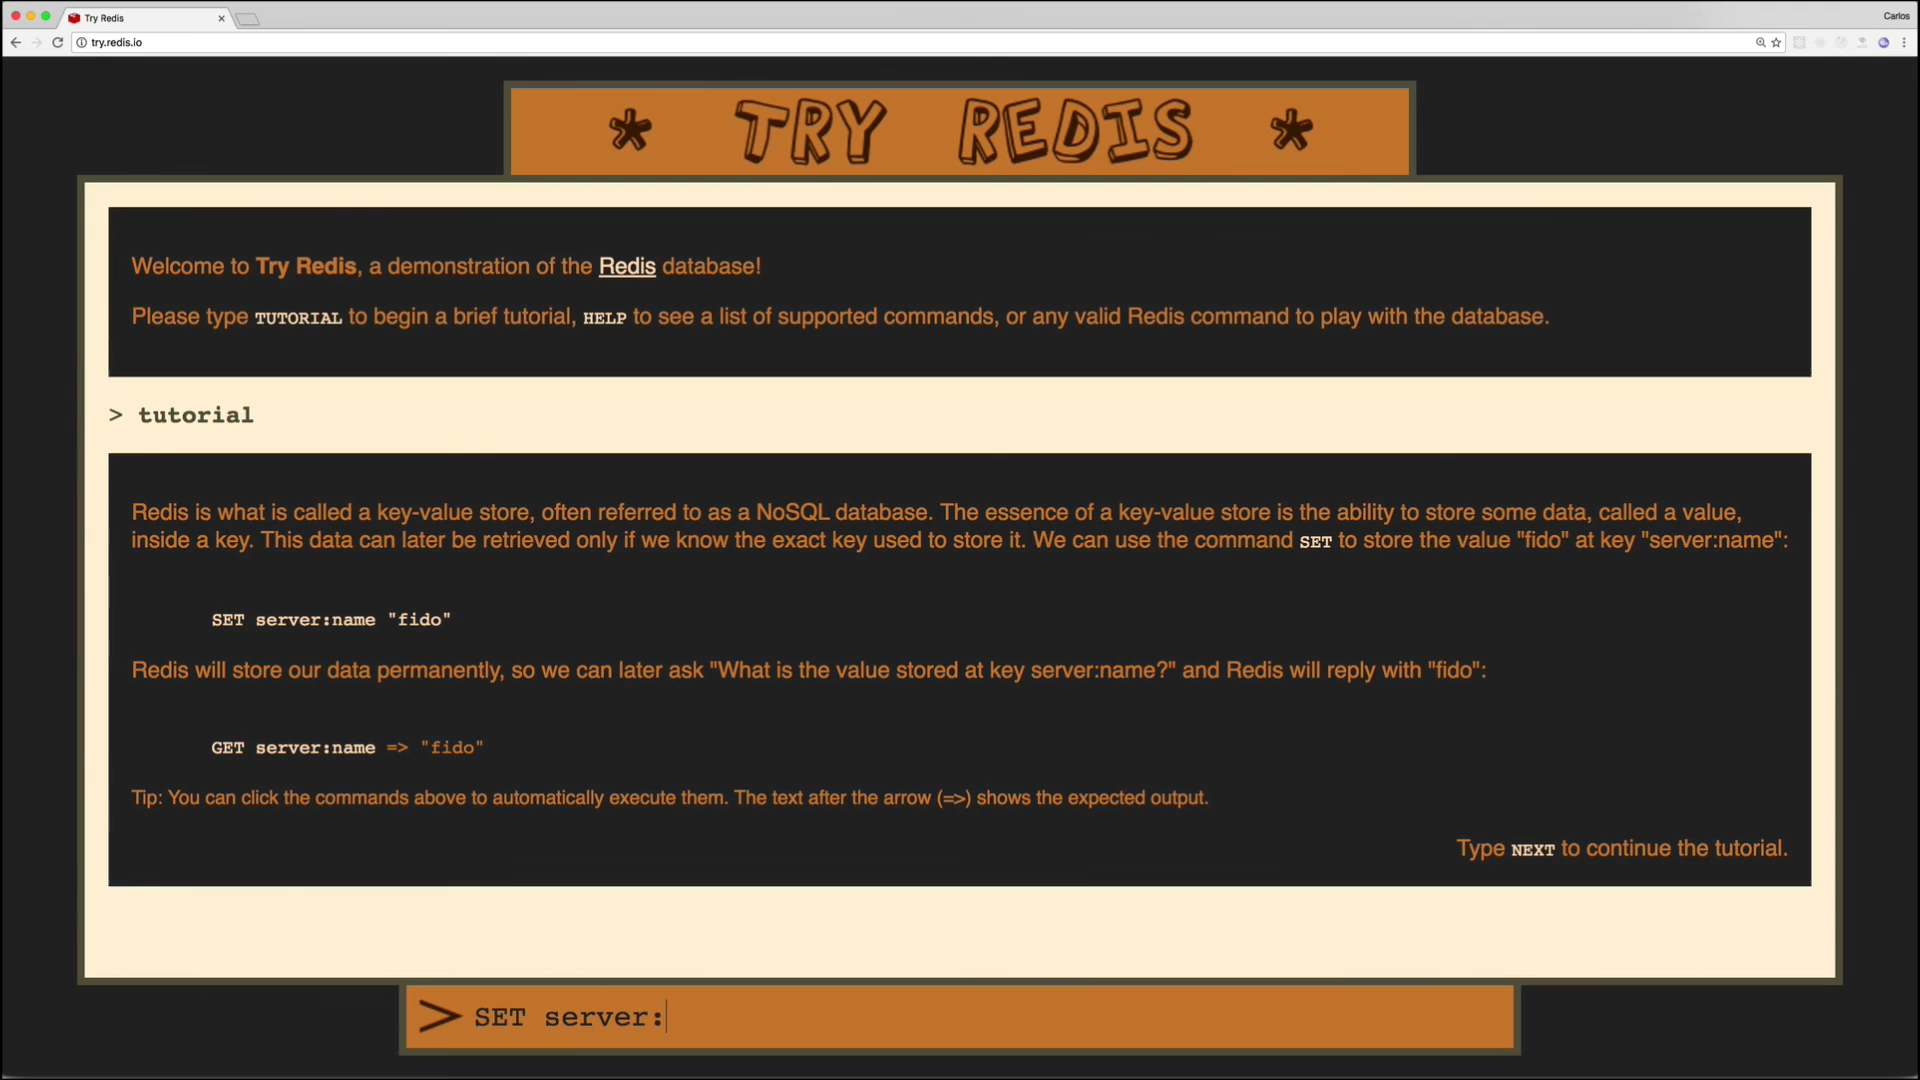 Try Redis
Carlos
try.redis.io
* TRY REDIS *
Welcome to Try Redis, a demonstration of the Redis database!
Please type TUTORIAL to begin a brief tutorial, HELP to see a list of supported commands, or any valid Redis command to play with the database.
> tutorial
Redis is what is called a key-value store, often referred to as a NoSQL database. The essence of a key-value store is the ability to store some data, called a value,
inside a key. This data can later be retrieved only if we know the exact key used to store it. We can use the command SET to store the value "fido" at key "server:name":
SET server:name "fido"
Redis will store our data permanently, so we can later ask "What is the value stored at key server:name?" and Redis will reply with "fido":
GET server:name => "fido"
Tip: You can click the commands above to automatically execute them. The text after the arrow (=>) shows the expected output.
Type NEXT to continue the tutorial.
> SET server: